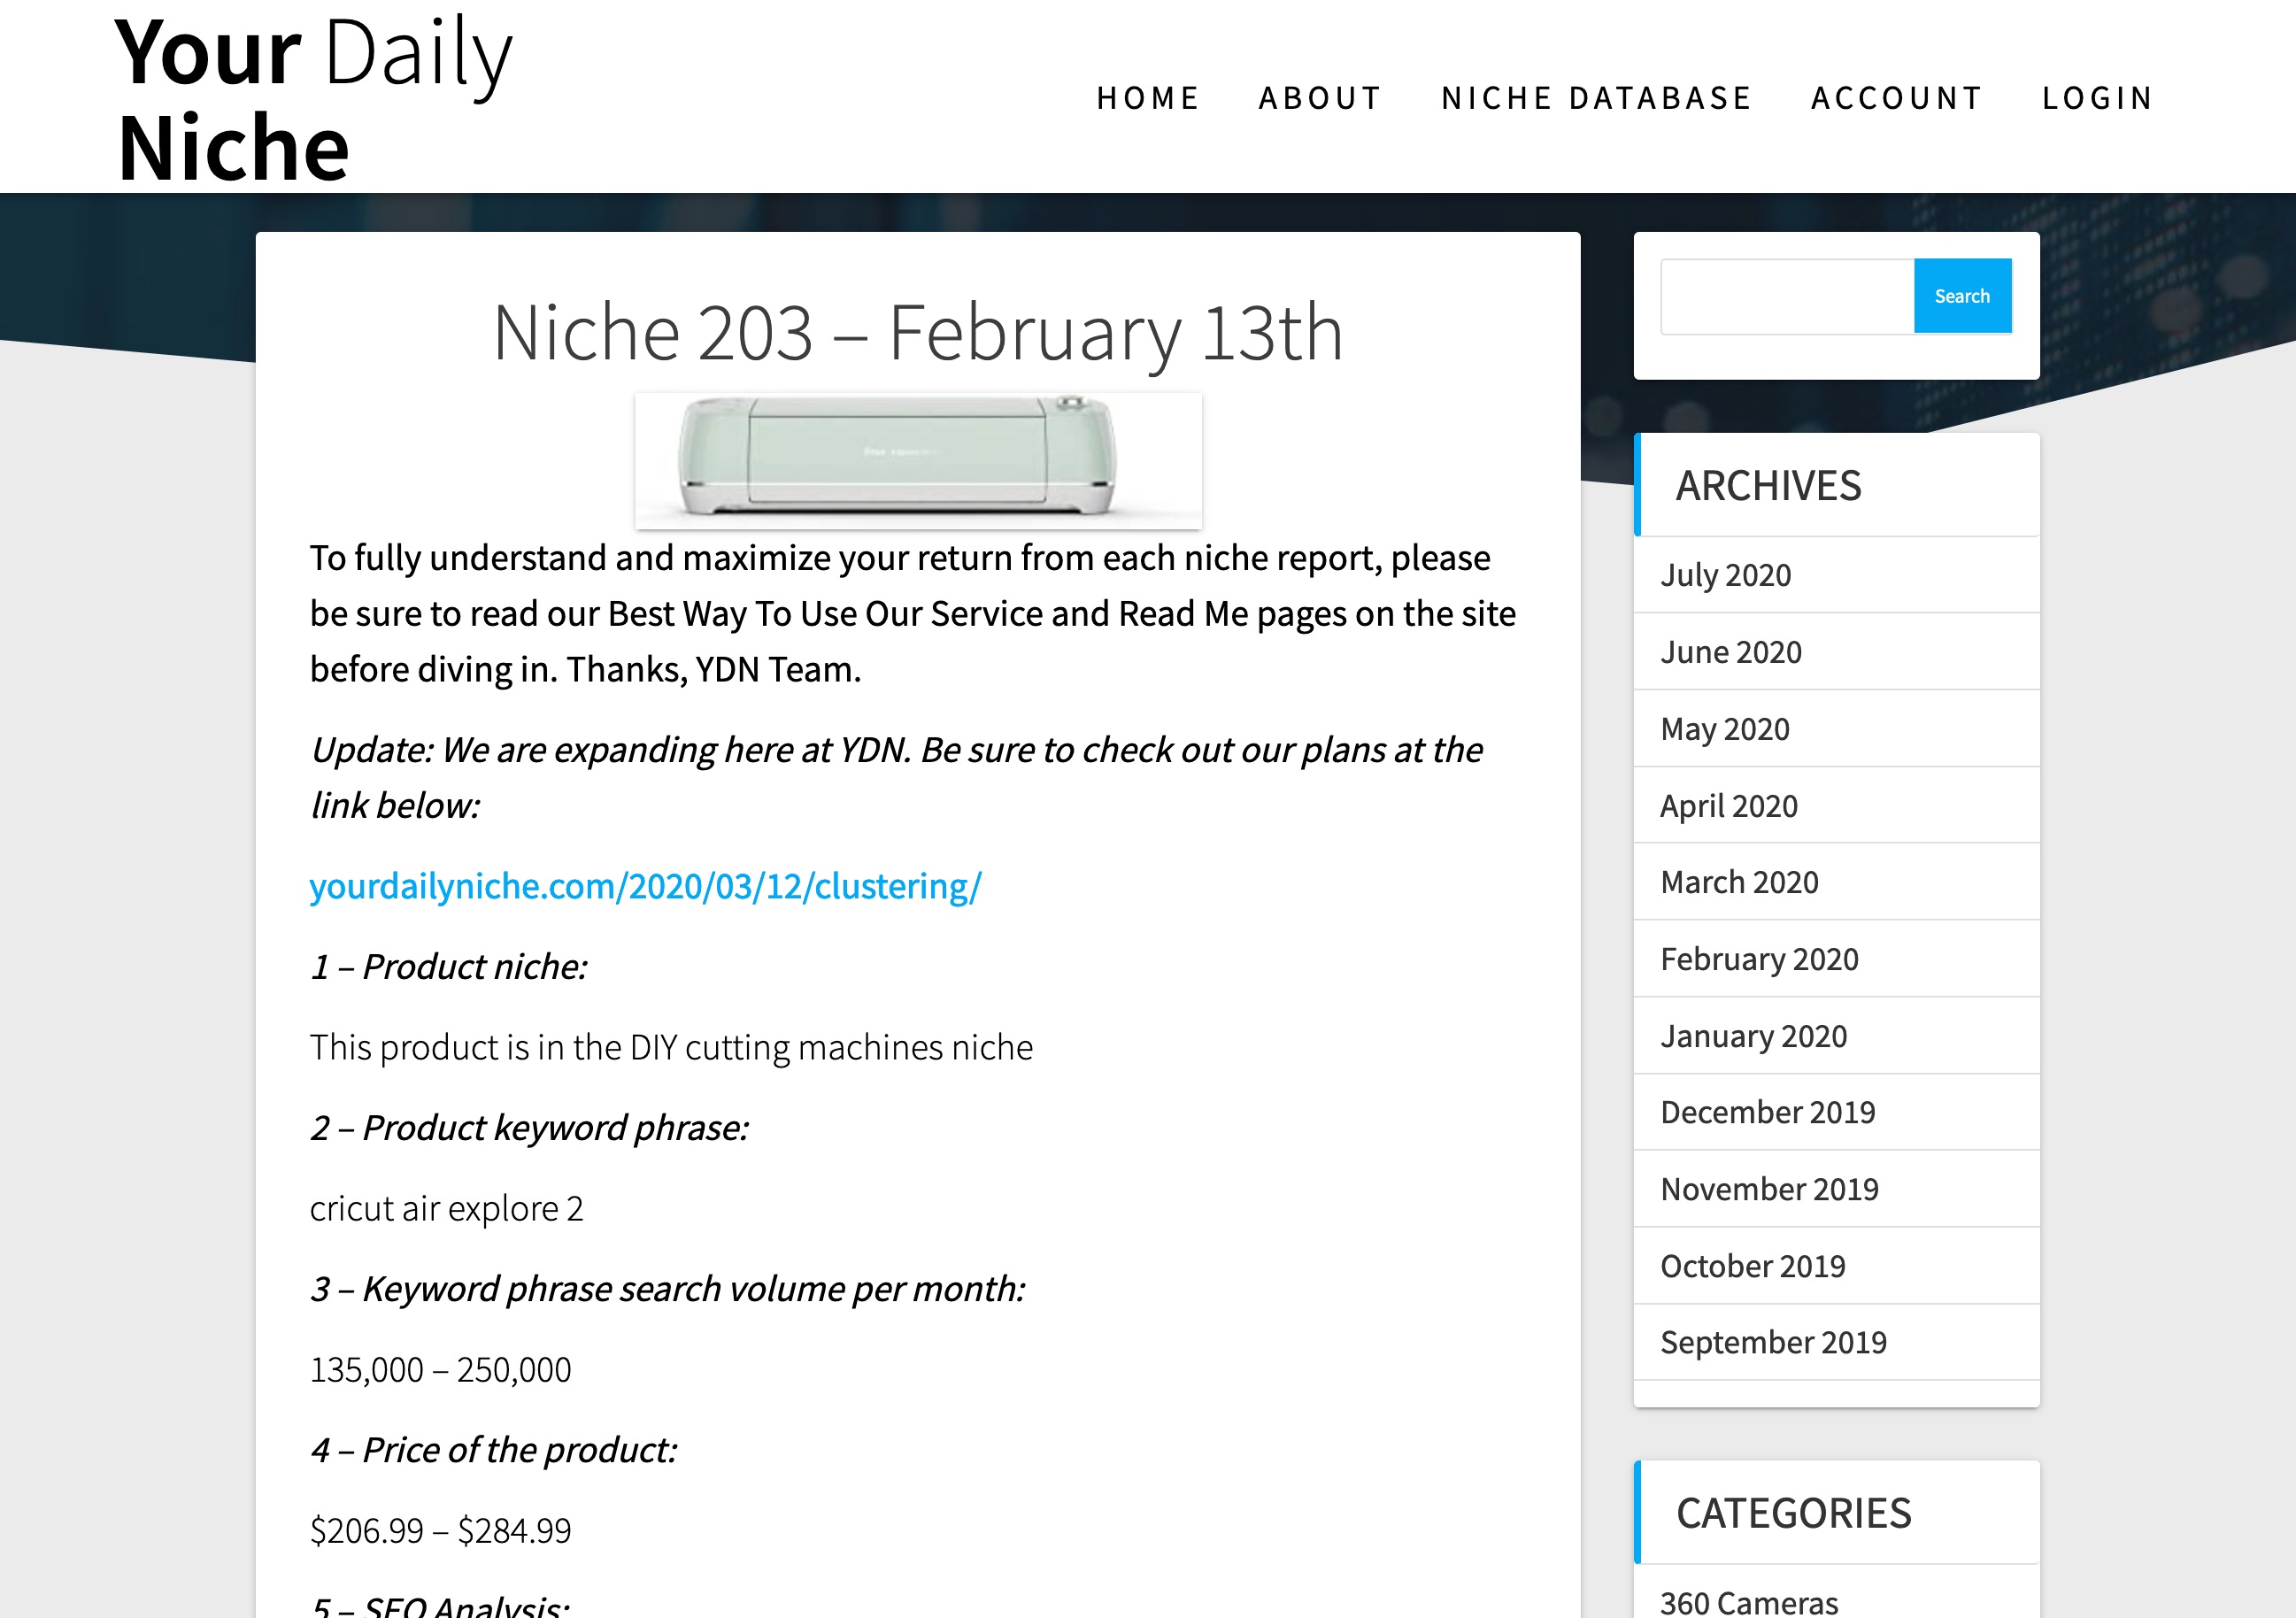 Your Daily
Niche
HOME ABOUT NICHE DATABASE ACCOUNT LOGIN
Niche 203 – February 13th
To fully understand and maximize your return from each niche report, please
be sure to read our Best Way To Use Our Service and Read Me pages on the site
before diving in. Thanks, YDN Team.
Update: We are expanding here at YDN. Be sure to check out our plans at the
link below:
yourdailyniche.com/2020/03/12/clustering/
1 – Product niche:
This product is in the DIY cutting machines niche
2 – Product keyword phrase:
cricut air explore 2
3 – Keyword phrase search volume per month:
135,000 – 250,000
4 – Price of the product:
$206.99 – $284.99
5 – SEO Analysis:
Search
ARCHIVES
July 2020
June 2020
May 2020
April 2020
March 2020
February 2020
January 2020
December 2019
November 2019
October 2019
September 2019
CATEGORIES
360 Cameras